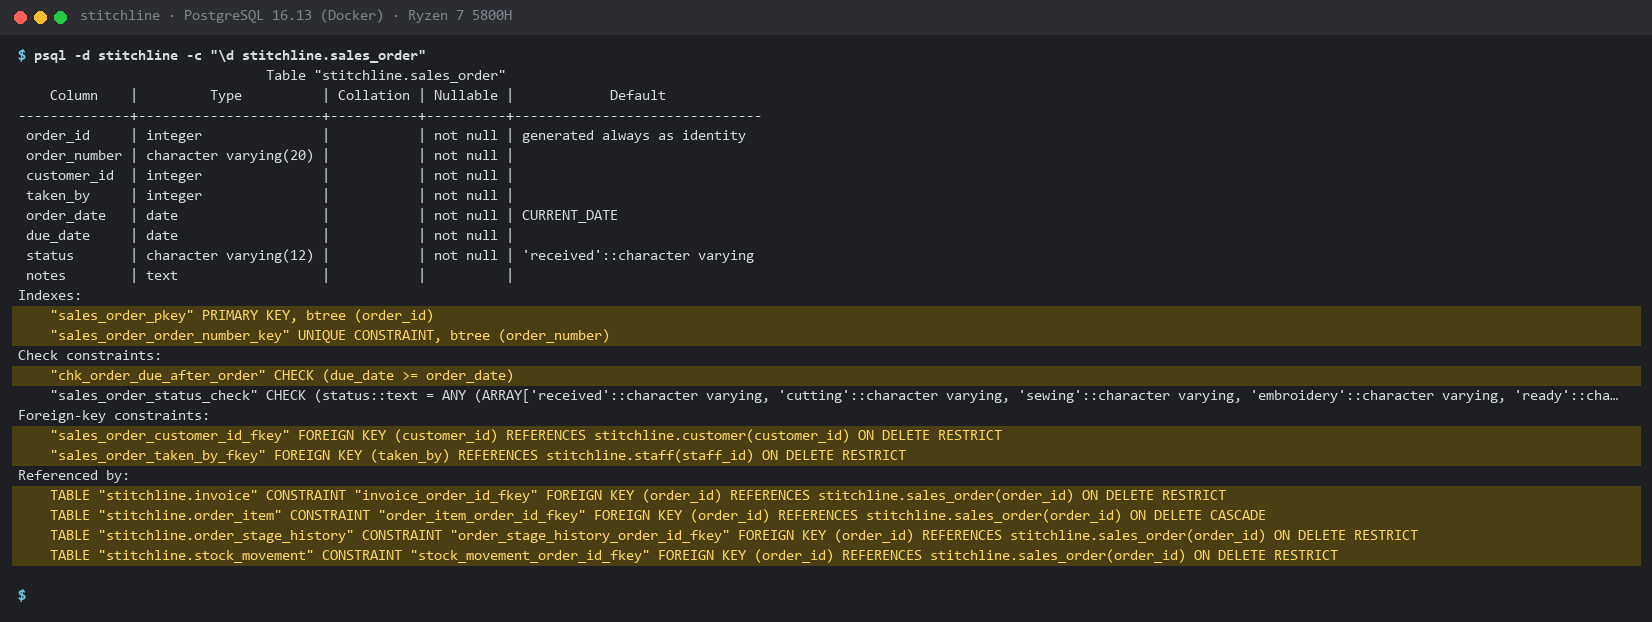 stitchline · PostgreSQL 16.13 (Docker) · Ryzen 7 5800H
$ psql -d stitchline -c "\d stitchline.sales_order"
                               Table "stitchline.sales_order"
    Column    |         Type          | Collation | Nullable |            Default
--------------+-----------------------+-----------+----------+-------------------------------
 order_id     | integer               |           | not null | generated always as identity
 order_number | character varying(20) |           | not null |
 customer_id  | integer               |           | not null |
 taken_by     | integer               |           | not null |
 order_date   | date                  |           | not null | CURRENT_DATE
 due_date     | date                  |           | not null |
 status       | character varying(12) |           | not null | 'received'::character varying
 notes        | text                  |           |          |
Indexes:
    "sales_order_pkey" PRIMARY KEY, btree (order_id)
    "sales_order_order_number_key" UNIQUE CONSTRAINT, btree (order_number)
Check constraints:
    "chk_order_due_after_order" CHECK (due_date >= order_date)
    "sales_order_status_check" CHECK (status::text = ANY (ARRAY['received'::character varying, 'cutting'::character varying, 'sewing'::character varying, 'embroidery'::character varying, 'ready'::cha…
Foreign-key constraints:
    "sales_order_customer_id_fkey" FOREIGN KEY (customer_id) REFERENCES stitchline.customer(customer_id) ON DELETE RESTRICT
    "sales_order_taken_by_fkey" FOREIGN KEY (taken_by) REFERENCES stitchline.staff(staff_id) ON DELETE RESTRICT
Referenced by:
    TABLE "stitchline.invoice" CONSTRAINT "invoice_order_id_fkey" FOREIGN KEY (order_id) REFERENCES stitchline.sales_order(order_id) ON DELETE RESTRICT
    TABLE "stitchline.order_item" CONSTRAINT "order_item_order_id_fkey" FOREIGN KEY (order_id) REFERENCES stitchline.sales_order(order_id) ON DELETE CASCADE
    TABLE "stitchline.order_stage_history" CONSTRAINT "order_stage_history_order_id_fkey" FOREIGN KEY (order_id) REFERENCES stitchline.sales_order(order_id) ON DELETE RESTRICT
    TABLE "stitchline.stock_movement" CONSTRAINT "stock_movement_order_id_fkey" FOREIGN KEY (order_id) REFERENCES stitchline.sales_order(order_id) ON DELETE RESTRICT
$